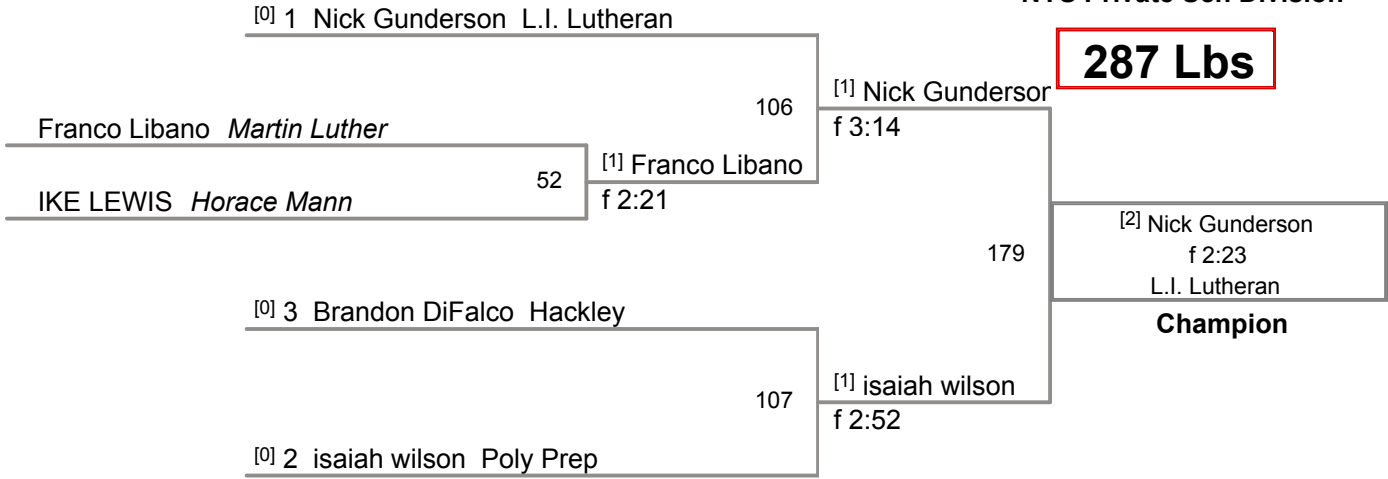 [0] 1 Nick Gunderson L.I. Lutheran
287 Lbs
[1] Nick Gunderson
106
f 3:14
Franco Libano Martin Luther
[1] Franco Libano
52
f 2:21
IKE LEWIS Horace Mann
[2] Nick Gunderson
f 2:23
L.I. Lutheran
179
Champion
[0] 3 Brandon DiFalco Hackley
[1] isaiah wilson
107
f 2:52
[0] 2 isaiah wilson Poly Prep